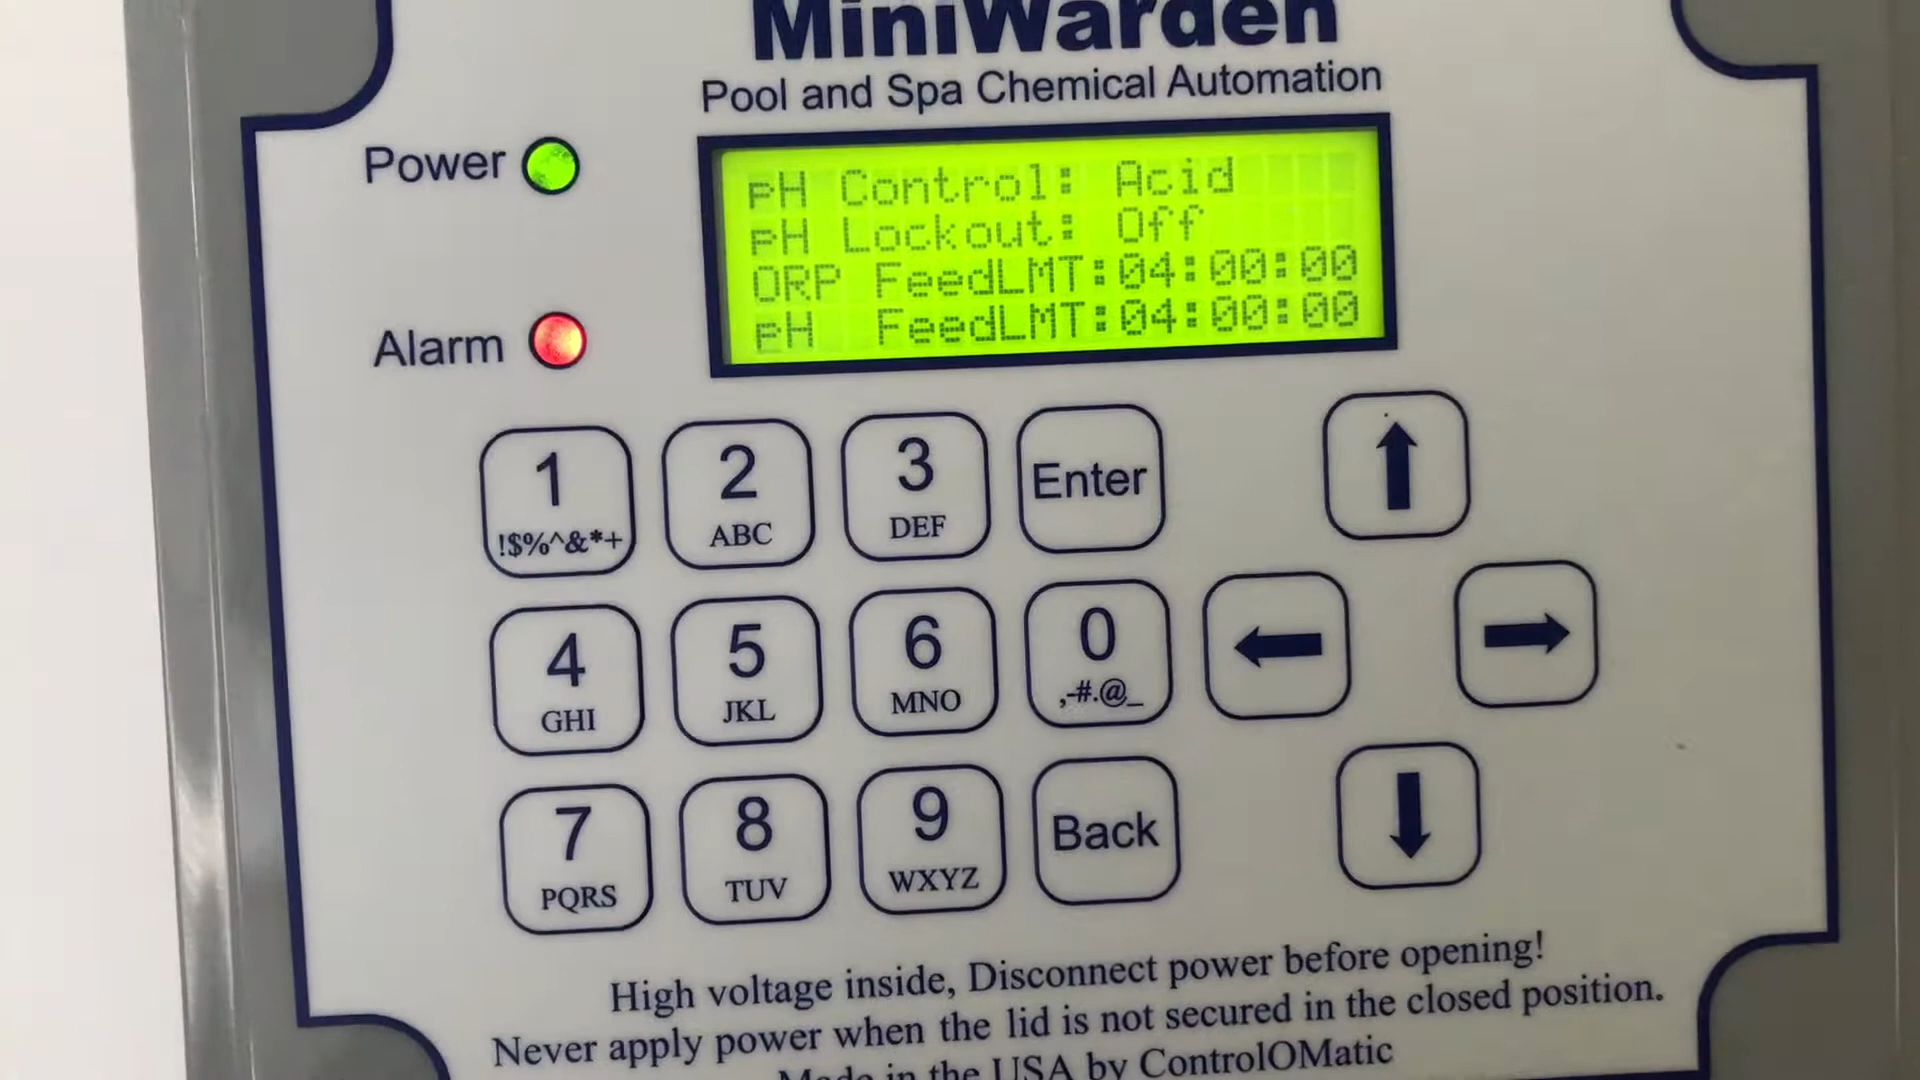 MiniWarden
Pool and Spa Chemical Automation
Power
pH Control: Acid
pH Lockout: Off
ORP FeedLMT:04:00:00
pH FeedLMT:04:00:00
Alarm
1 2 3 Enter
!$%^&*+ ABC DEF
4 5 6 0
GHI JKL MNO ,-#.@_
7 8 9 Back
PQRS TUV WXYZ
High voltage inside, Disconnect power before opening!
Never apply power when the lid is not secured in the closed position.
Made in the USA by ControlOMatic